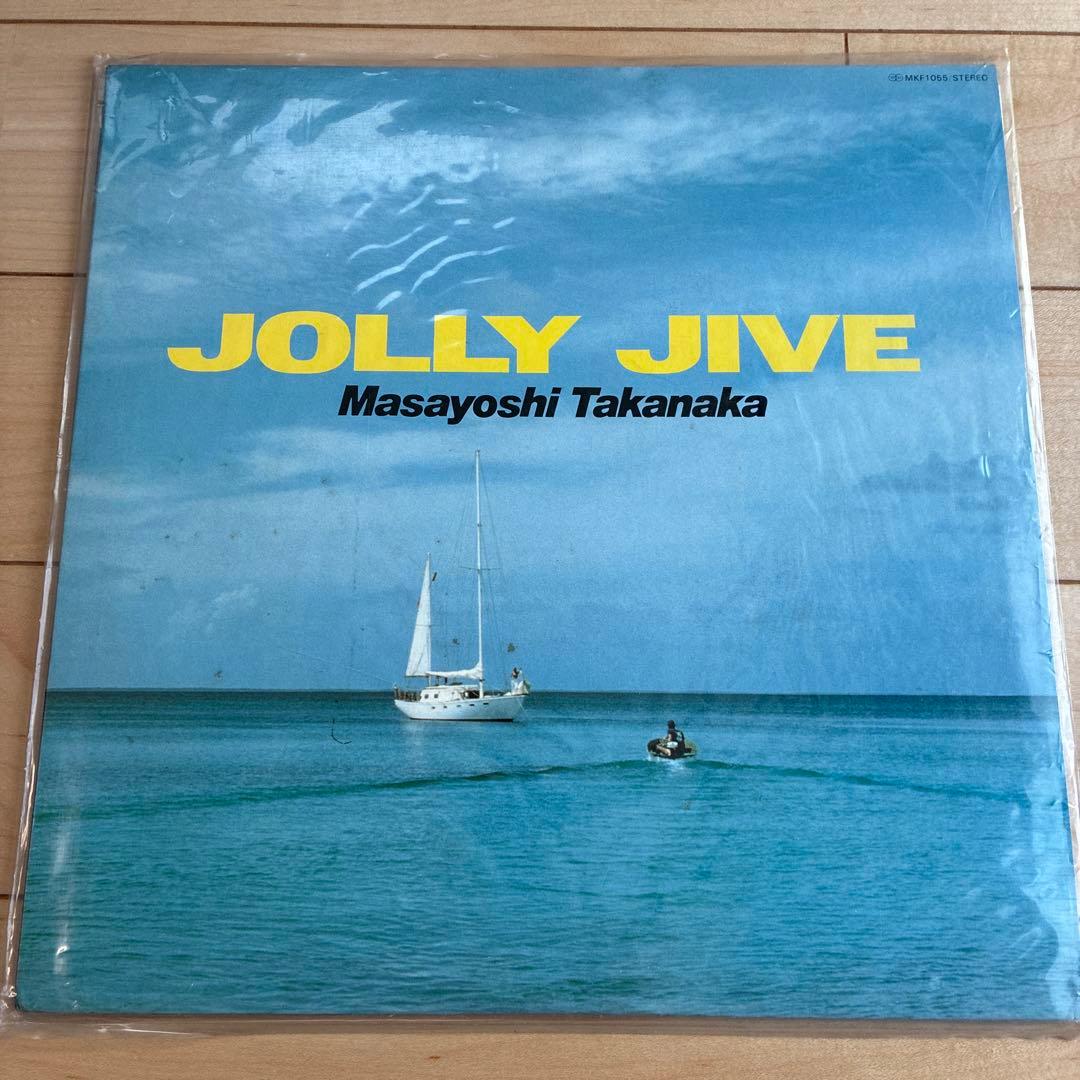 MKF1055/STEREO
JOLLY JIVE
Masayoshi Takanaka